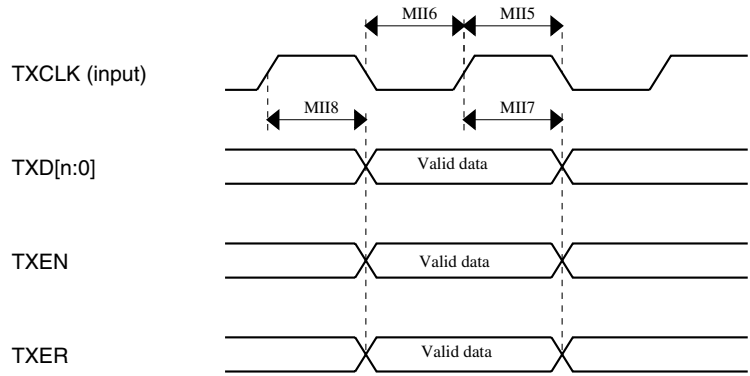 MII6 MII5
TXCLK (input)
MII8 MII7
TXD[n:0] Valid data
TXEN Valid data
TXER Valid data